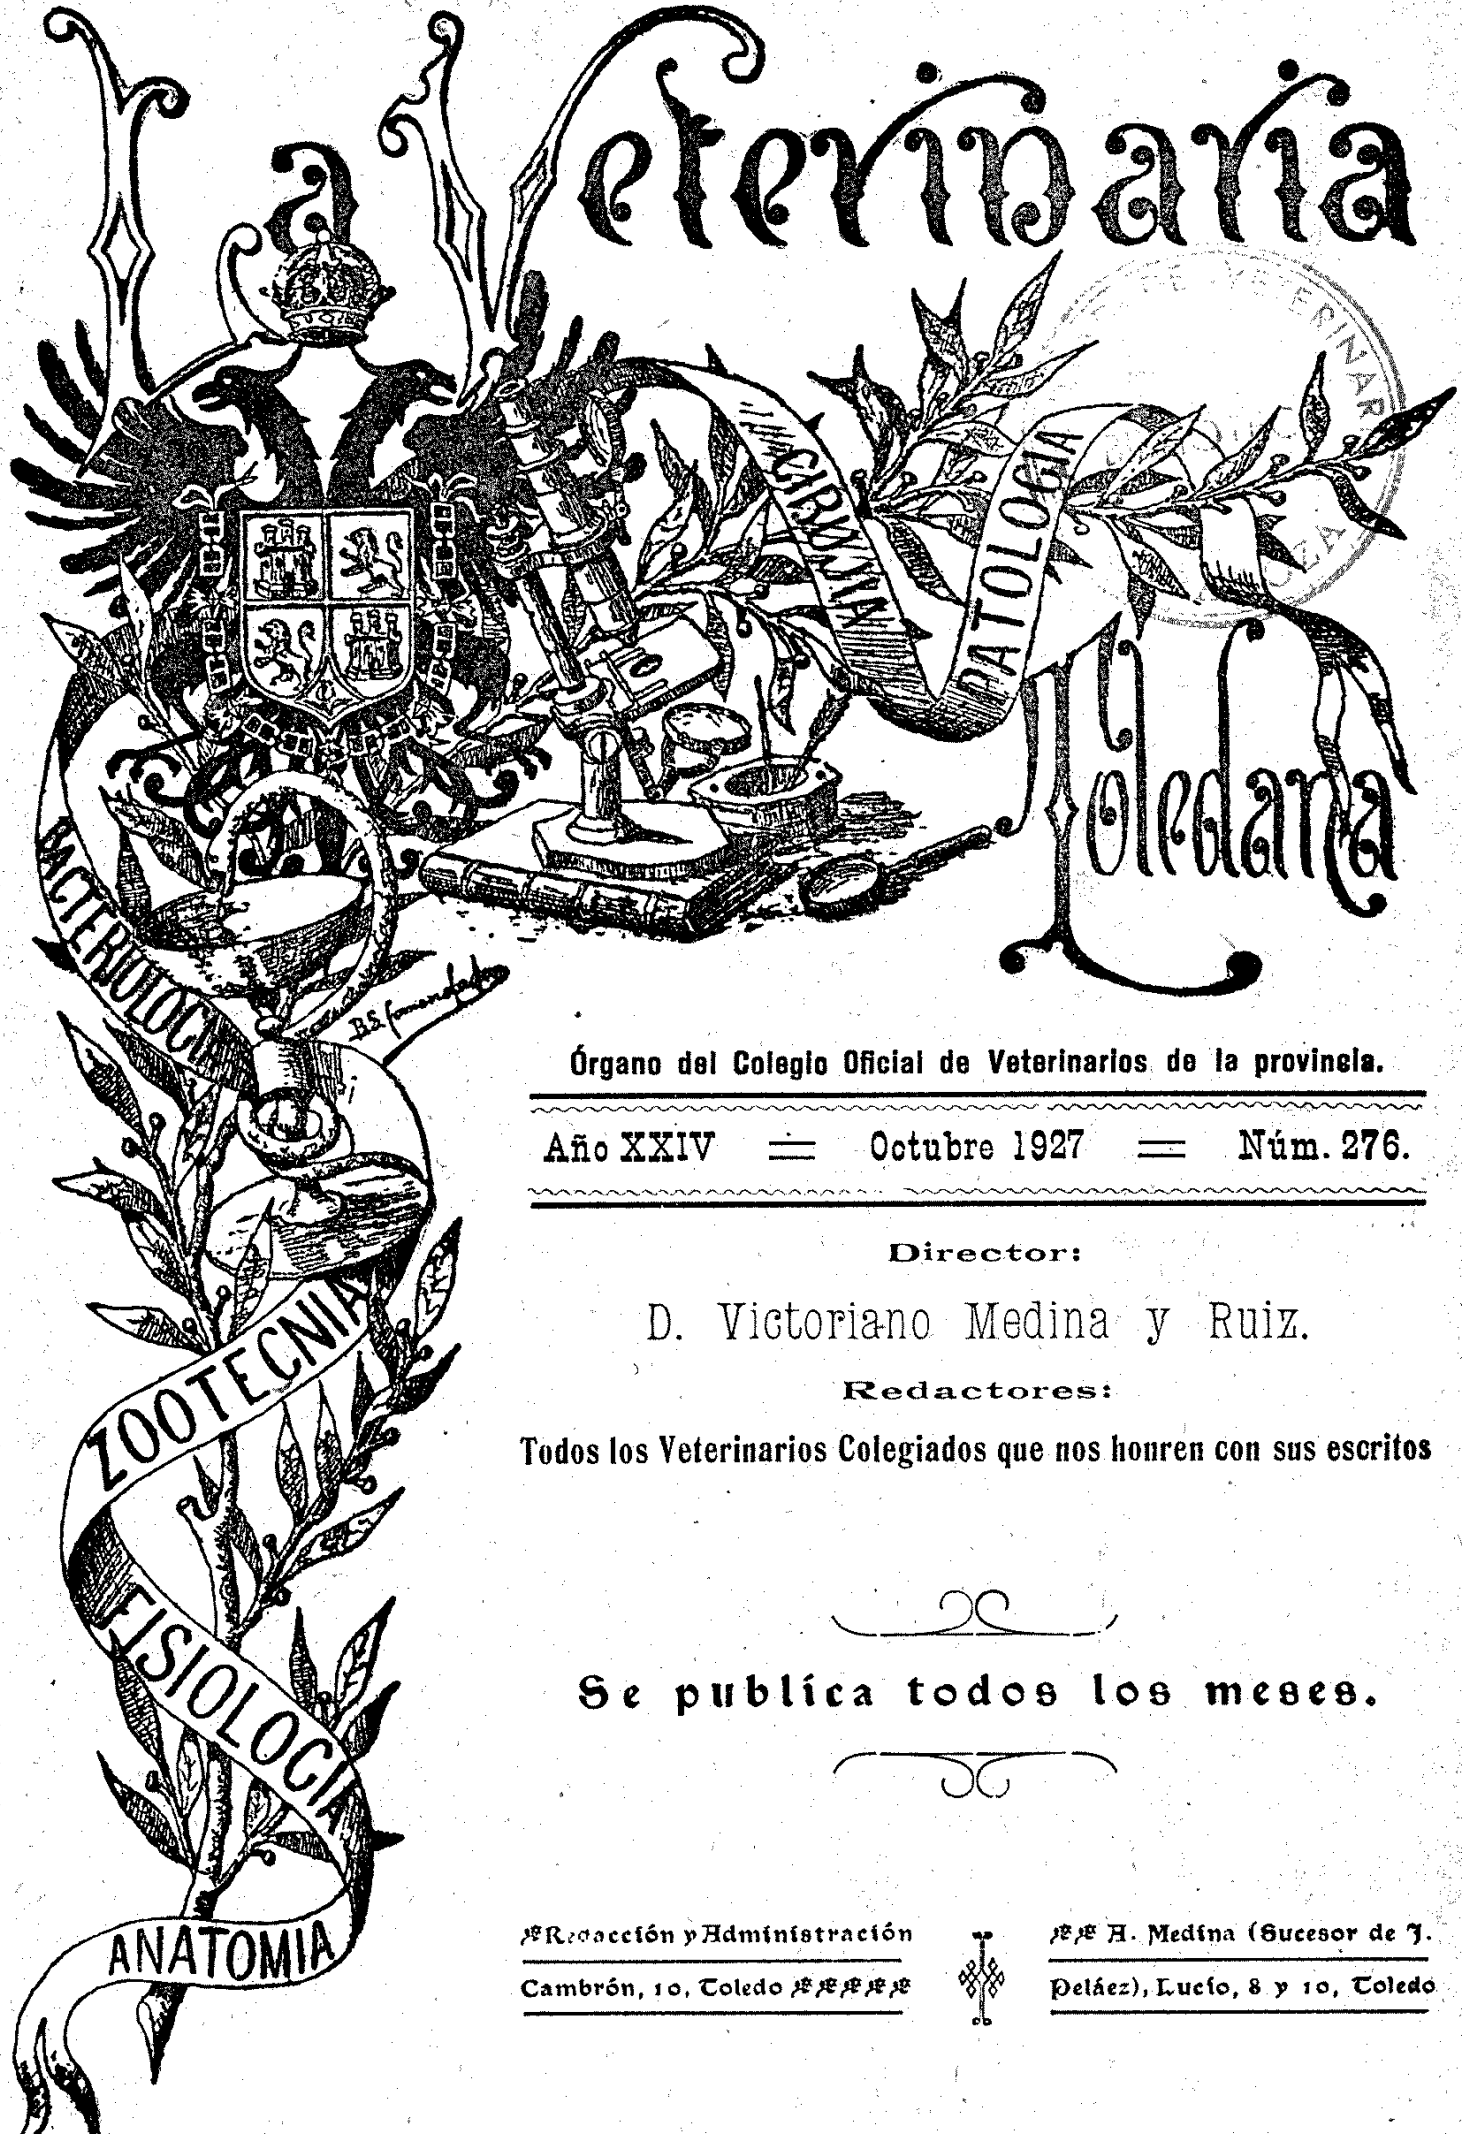 La Veterinaria
Toledana
CIRUJIA
PATOLOGIA
BACTERIOLOGIA
ZOOTECNIA
FISIOLOGIA
ANATOMIA
Órgano del Colegio Oficial de Veterinarios de la provincia.
Año XXIV = Octubre 1927 = Núm. 276.
Director:
D. Victoriano Medina y Ruiz.
Redactores:
Todos los Veterinarios Colegiados que nos honren con sus escritos
Se publica todos los meses.
Redacción y Administración
Cambrón, 10, Toledo
A. Medina (Sucesor de J.
Peláez), Lucio, 8 y 10, Toledo